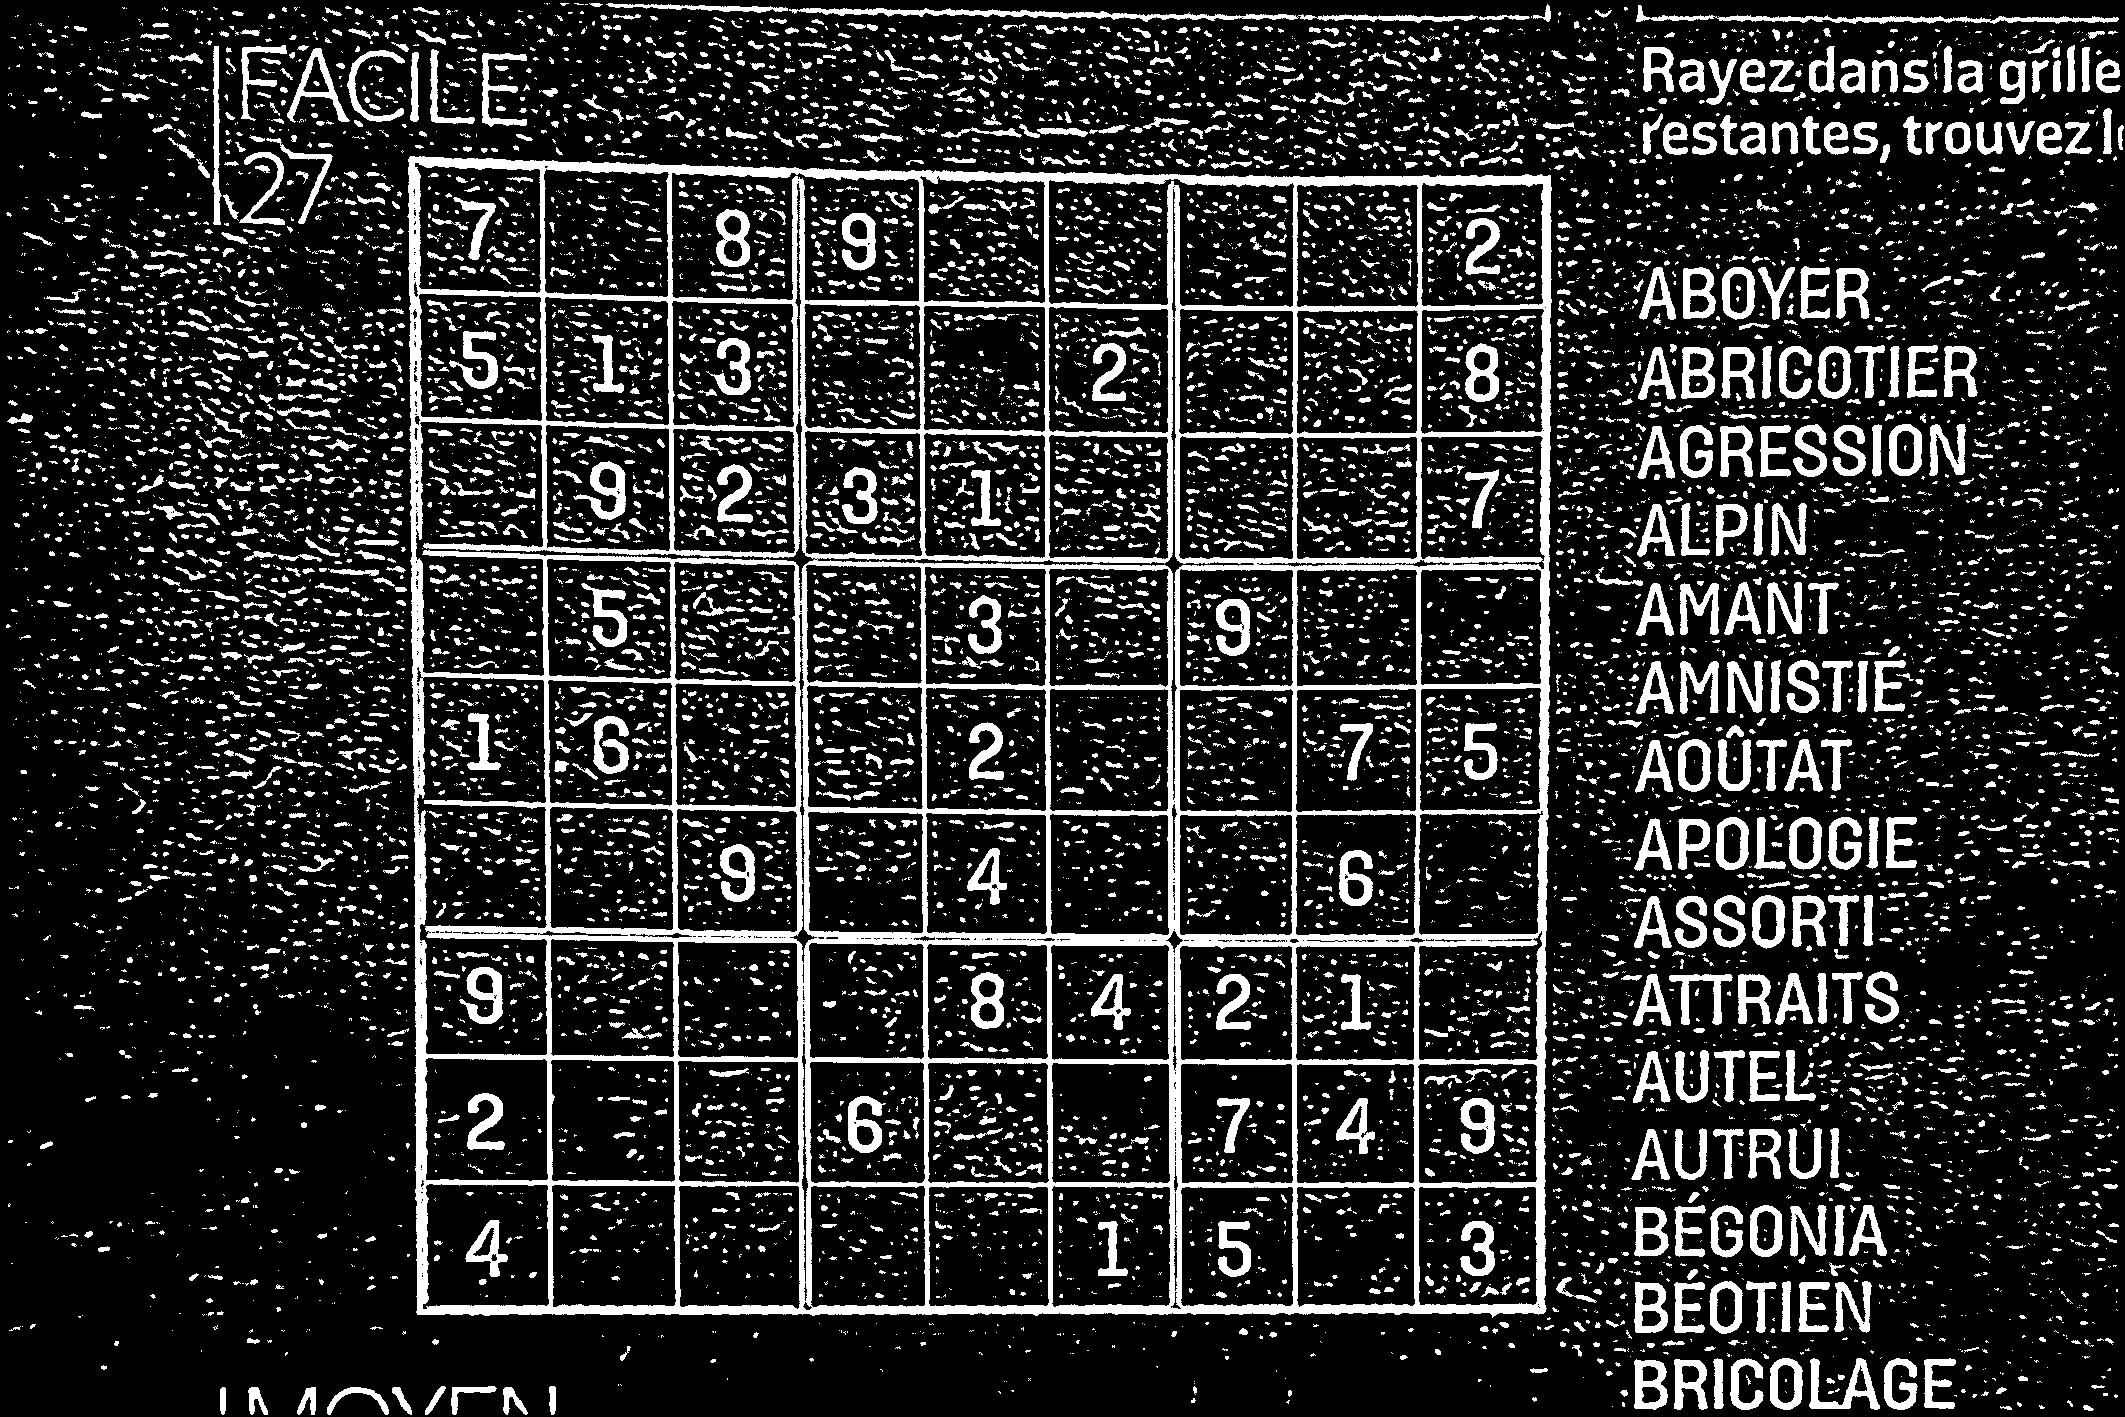 FACILE
27
Rayez dans la grille
restantes, trouvez
7 8 9 2
5 1 3 2 8
9 2 3 1 7
5 3 9
1 6 2 7 5
9 4 6
9 8 4 2 1
2 6 7 4 9
4 1 5 3
ABOYER
ABRICOTIER
AGRESSION
ALPIN
AMANT
AMNISTIÉ
AOÛTAT
APOLOGIE
ASSORTI
ATTRAITS
AUTEL
AUTRUI
BÉGONIA
BÉOTIEN
BRICOLAGE
MOYEN